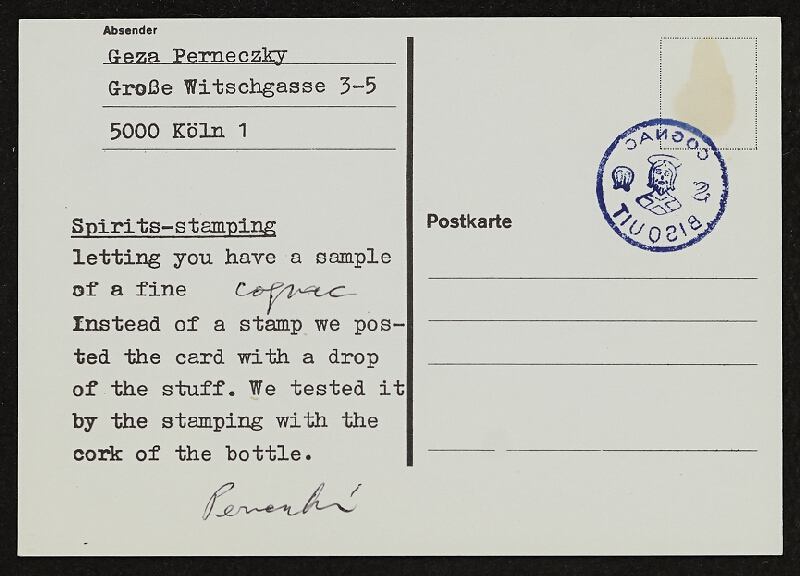 Absender
Geza Perneczky
Große Witschgasse 3-5
5000 Köln 1
Spirits-stamping
letting you have a sample
of a fine cognac
Instead of a stamp we pos-
ted the card with a drop
of the stuff. We tested it
by the stamping with the
cork of the bottle.
Perneczky
Postkarte
COGNAC
BISQUIT